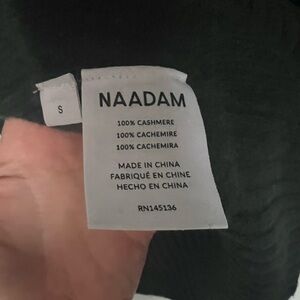 S
NAADAM
100% CASHMERE
100% CACHEMIRE
100% CACHEMIRA
MADE IN CHINA
FABRIQUÉ EN CHINE
HECHO EN CHINA
RN145136